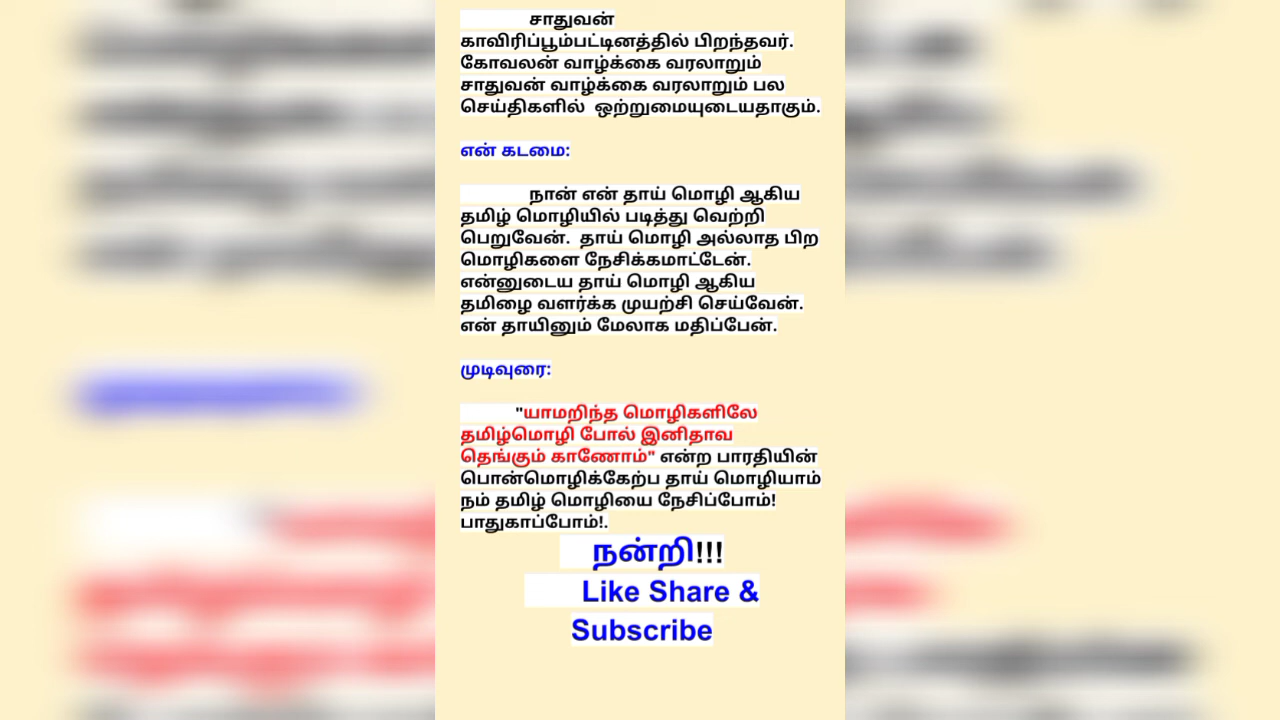 சாதுவன்
காவிரிப்பூம்பட்டினத்தில் பிறந்தவர்.
கோவலன் வாழ்க்கை வரலாறும்
சாதுவன் வாழ்க்கை வரலாறும் பல
செய்திகளில் ஒற்றுமையுடையதாகும்.
என் கடமை:
நான் என் தாய் மொழி ஆகிய
தமிழ் மொழியில் படித்து வெற்றி
பெறுவேன். தாய் மொழி அல்லாத பிற
மொழிகளை நேசிக்கமாட்டேன்.
என்னுடைய தாய் மொழி ஆகிய
தமிழை வளர்க்க முயற்சி செய்வேன்.
என் தாயினும் மேலாக மதிப்பேன்.
முடிவுரை:
"யாமறிந்த மொழிகளிலே
தமிழ்மொழி போல் இனிதாவ
தெங்கும் காணோம்" என்ற பாரதியின்
பொன்மொழிக்கேற்ப தாய் மொழியாம்
நம் தமிழ் மொழியை நேசிப்போம்!
பாதுகாப்போம்!.
நன்றி!!!
Like Share &
Subscribe